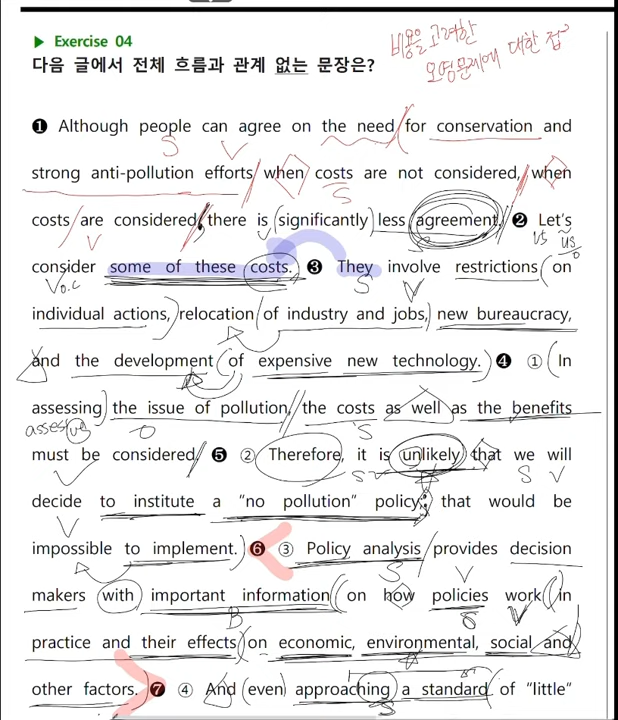 ▶ Exercise 04
비용을 고려한
오염문제에 대한 접
다음 글에서 전체 흐름과 관계 없는 문장은?
❶ Although people can agree on the need for conservation and
S V
strong anti-pollution efforts when costs are not considered, when
S
costs are considered, there is (significantly) less agreement. ❷ Let's
V V S VS us
consider some of these costs. ❸ They involve restrictions (on
V O.C S V
individual actions,) relocation (of industry and jobs,) new bureaucracy,
and the development (of expensive new technology.) ❹ ① (In
assessing) the issue of pollution, the costs as well as the benefits
O S
must be considered. ❺ ② Therefore, it is unlikely that we will
V S V S V
decide to institute a “no pollution” policy; that would be
V
impossible to implement.) ❻ ③ Policy analysis provides decision
S V
makers with important information (on how policies work (in
B S V
practice and their effects (on economic, environmental, social and
other factors.) ❼ ④ And (even) approaching a standard (of “little”
S